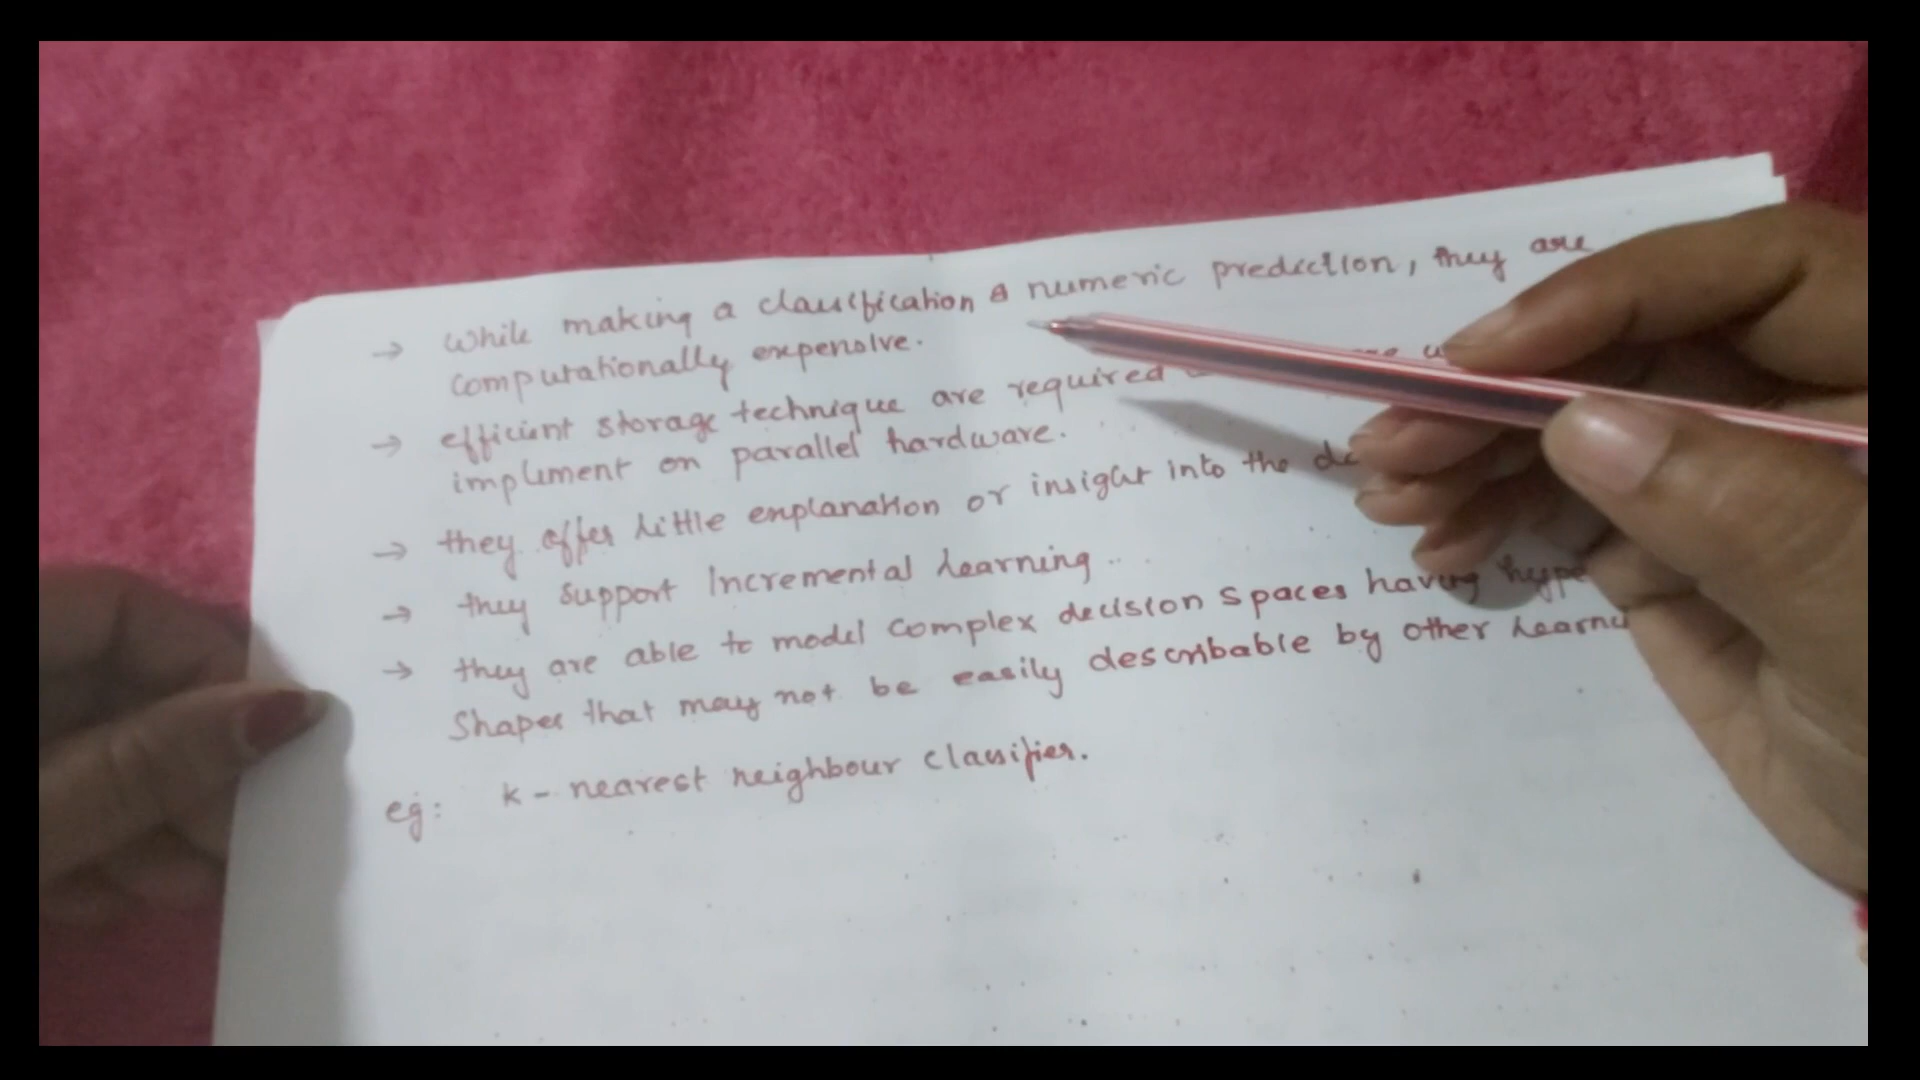 → While making a classification & numeric prediction, they are
computationally expensive.
→ efficient storage technique are required
impliment on parallel hardware.
→ they offer little explanation or insight into the
→ they support Incremental learning.
→ they are able to model complex decision spaces having
Shapes that may not be easily describable by other
eg: k - nearest neighbour classifier.